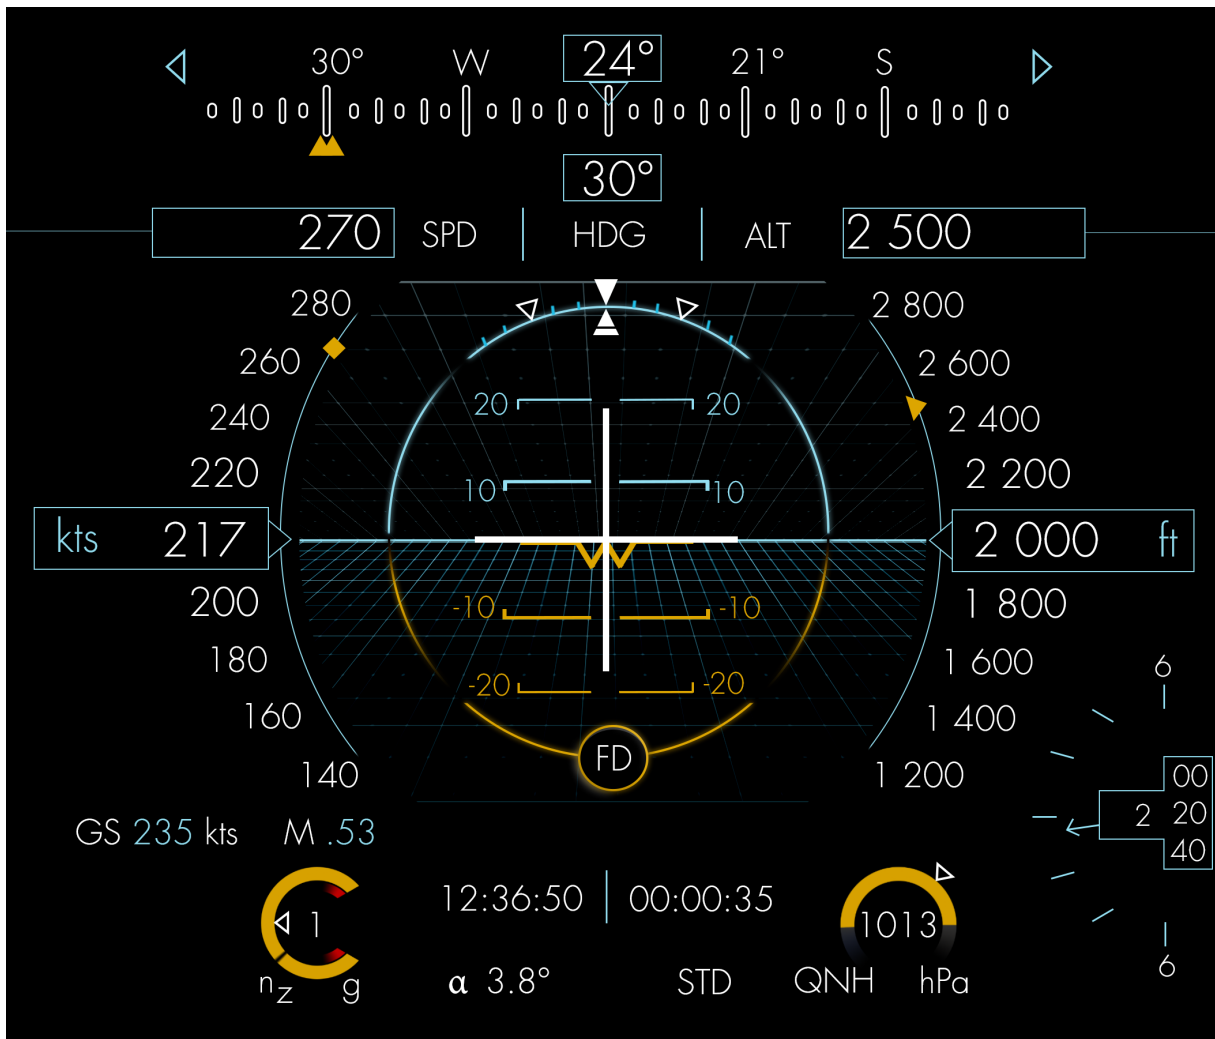 30° W 24° 21° S
30°
270 SPD HDG ALT 2 500
280 2 800
260 2 600
20 20
240 2 400
220 2 200
10 10
kts 217 2 000 ft
200 -10 -10 1 800
180 1 600
-20 -20
160 1 400
6
FD
140 1 200
00
2 20
40
GS 235 kts M .53
12:36:50 00:00:35
1 1013
6
nz g α 3.8° STD QNH hPa